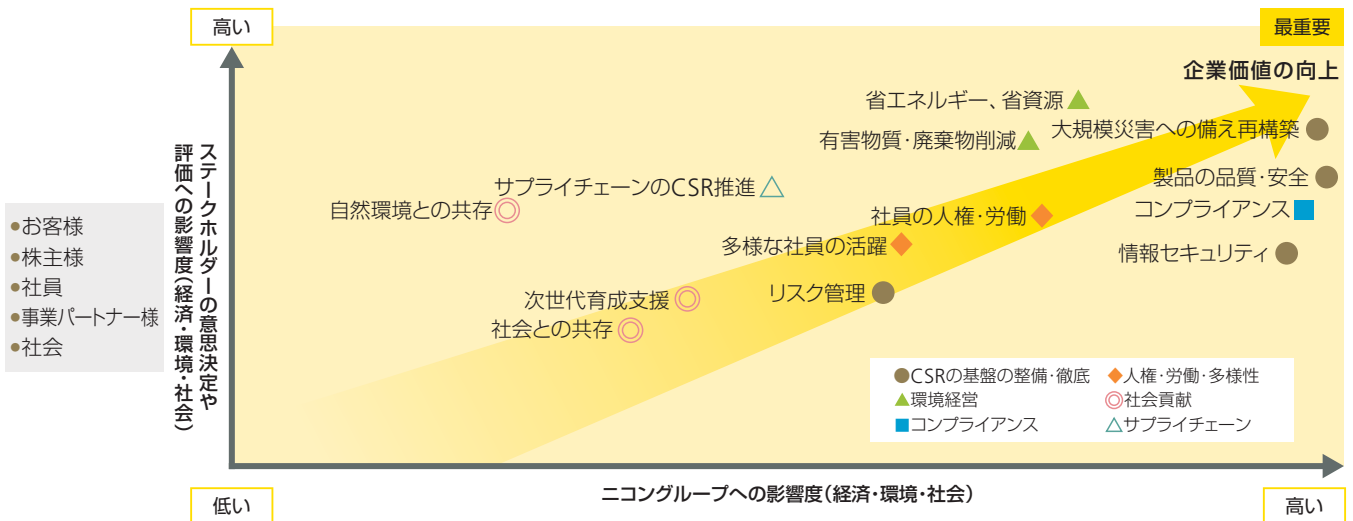 高い
最重要
企業価値の向上
省エネルギー、省資源
大規模災害への備え再構築
有害物質・廃棄物削減
製品の品質・安全
サプライチェーンのCSR推進
自然環境との共存
社員の人権・労働
コンプライアンス
多様な社員の活躍
情報セキュリティ
次世代育成支援
リスク管理
社会との共存
ステークホルダーの意思決定や
評価への影響度(経済・環境・社会)
●お客様
●株主様
●社員
●事業パートナー様
●社会
●CSRの基盤の整備・徹底 ◆人権・労働・多様性
▲環境経営 ◎社会貢献
■コンプライアンス △サプライチェーン
ニコングループへの影響度(経済・環境・社会)
低い
高い